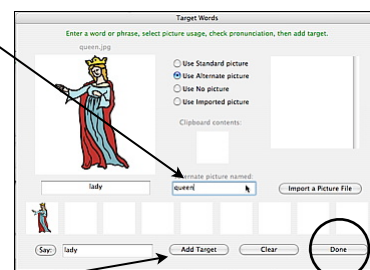 Target Words
Enter a word or phrase, select picture usage, check pronunciation, then add target.
queen.jpg
Use Standard picture
Use Alternate picture
Use No picture
Use Imported picture
Clipboard contents:
picture named:
lady
queen
Import a Picture File
Say:
lady
Add Target
Clear
Done